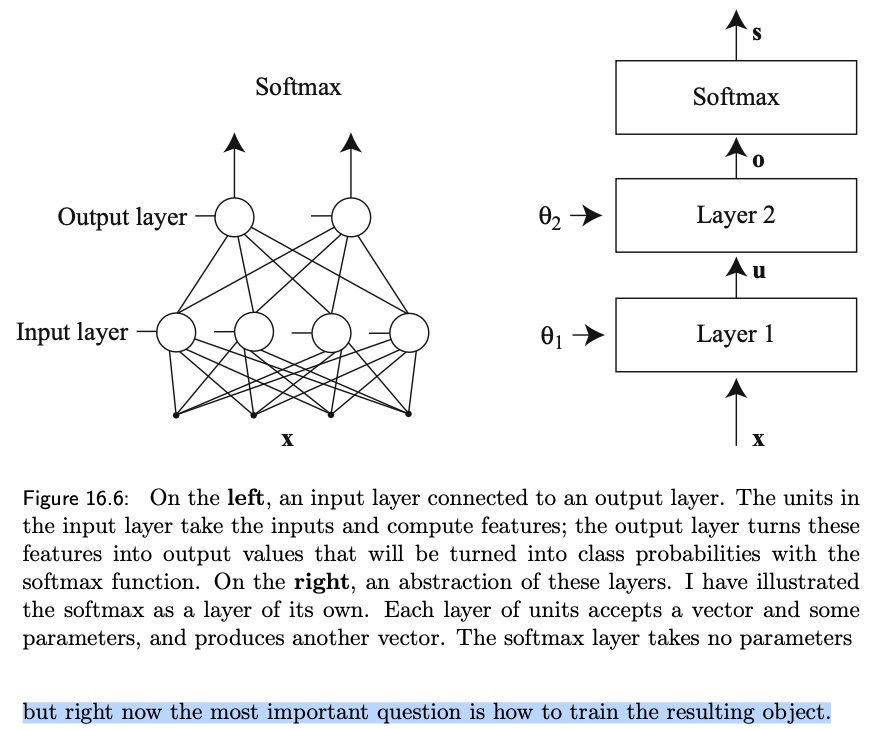 Softmax
Output layer
Input layer
x
s
Softmax
o
θ2
Layer 2
u
θ1
Layer 1
x
Figure 16.6: On the left, an input layer connected to an output layer. The units in
the input layer take the inputs and compute features; the output layer turns these
features into output values that will be turned into class probabilities with the
softmax function. On the right, an abstraction of these layers. I have illustrated
the softmax as a layer of its own. Each layer of units accepts a vector and some
parameters, and produces another vector. The softmax layer takes no parameters
but right now the most important question is how to train the resulting object.